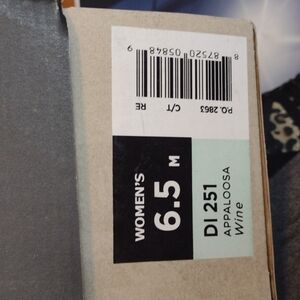 8 87520 05848 9
P.O. 2863 C/T RE
WOMEN'S
6.5 M
DI 251
APPALOOSA
Wine